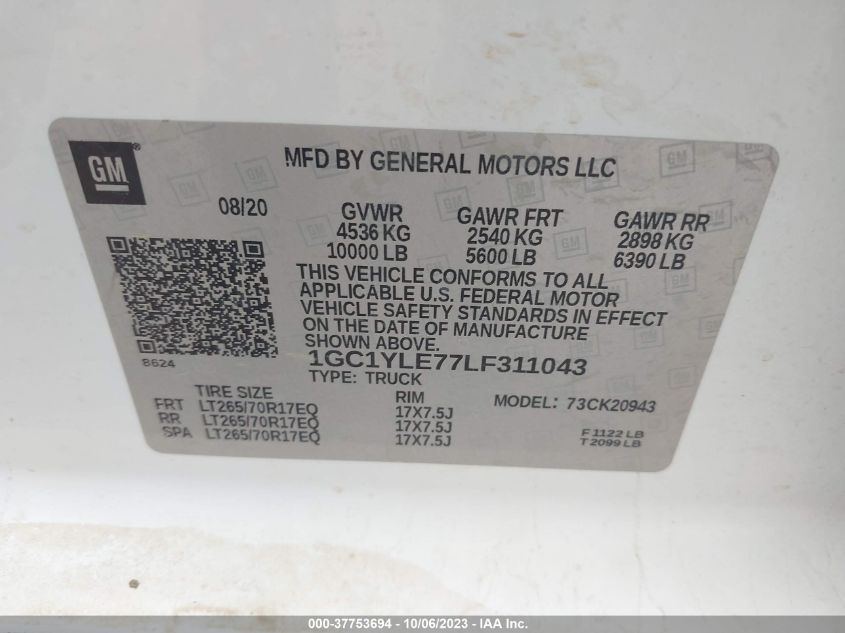 GM
MFD BY GENERAL MOTORS LLC
08/20 GVWR GAWR FRT GAWR RR
4536 KG 2540 KG 2898 KG
10000 LB 5600 LB 6390 LB
THIS VEHICLE CONFORMS TO ALL
APPLICABLE U.S. FEDERAL MOTOR
VEHICLE SAFETY STANDARDS IN EFFECT
ON THE DATE OF MANUFACTURE
SHOWN ABOVE.
8624
1GC1YLE77LF311043
TYPE: TRUCK
TIRE SIZE RIM MODEL: 73CK20943
FRT LT265/70R17EQ 17X7.5J
RR LT265/70R17EQ 17X7.5J
SPA LT265/70R17EQ 17X7.5J
F 1122 LB
T 2099 LB
000-37753694 - 10/06/2023 - IAA Inc.